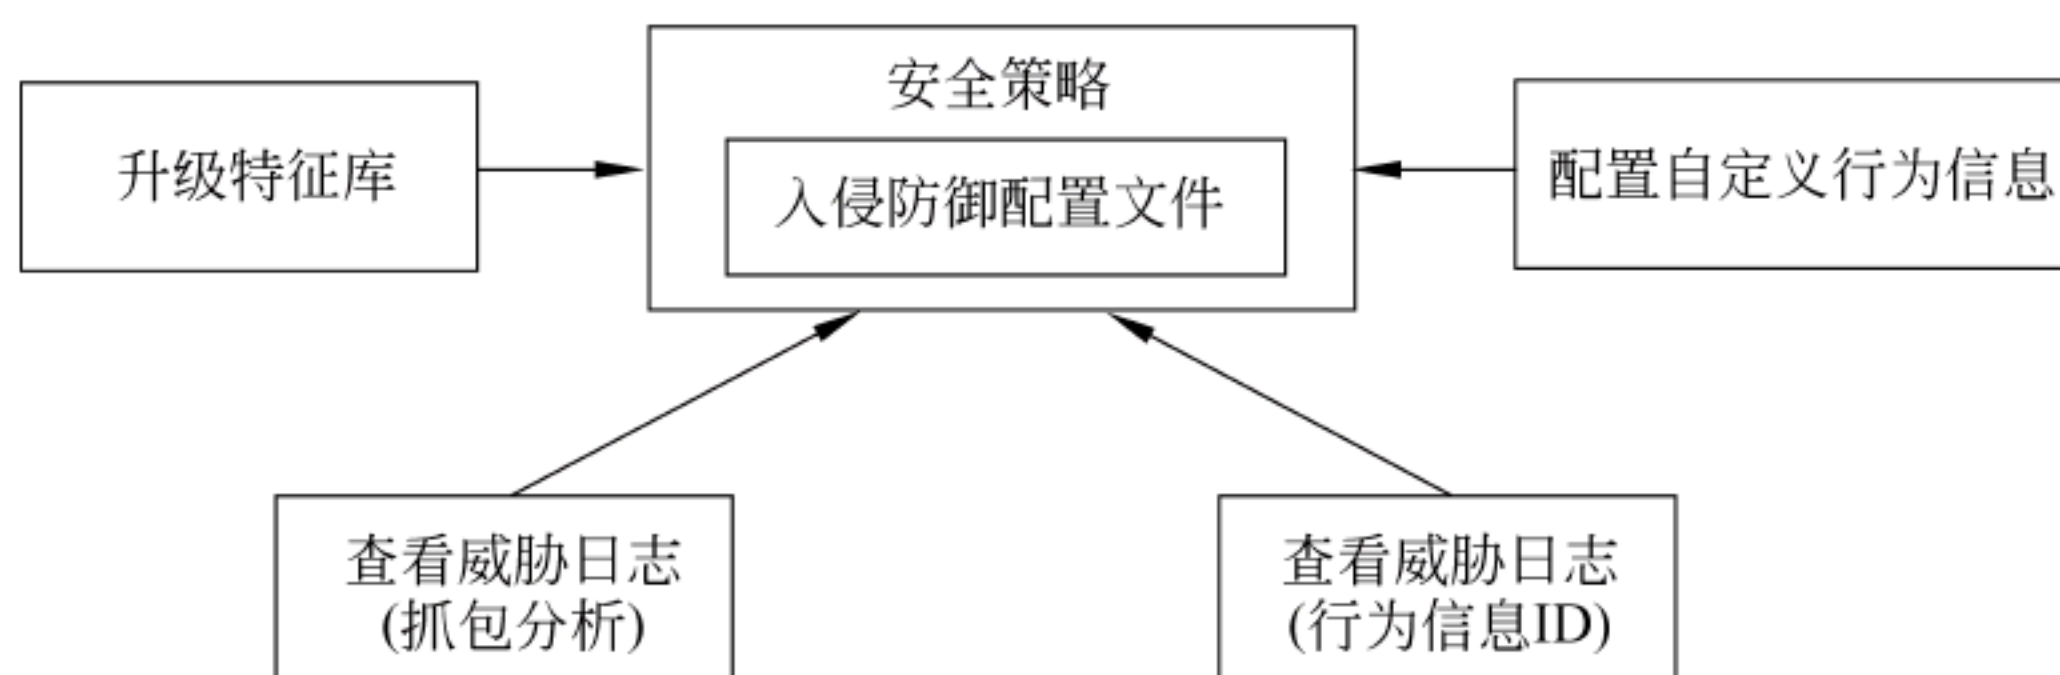 安全策略
升级特征库
入侵防御配置文件
配置自定义行为信息
查看威胁日志
(抓包分析)
查看威胁日志
(行为信息ID)